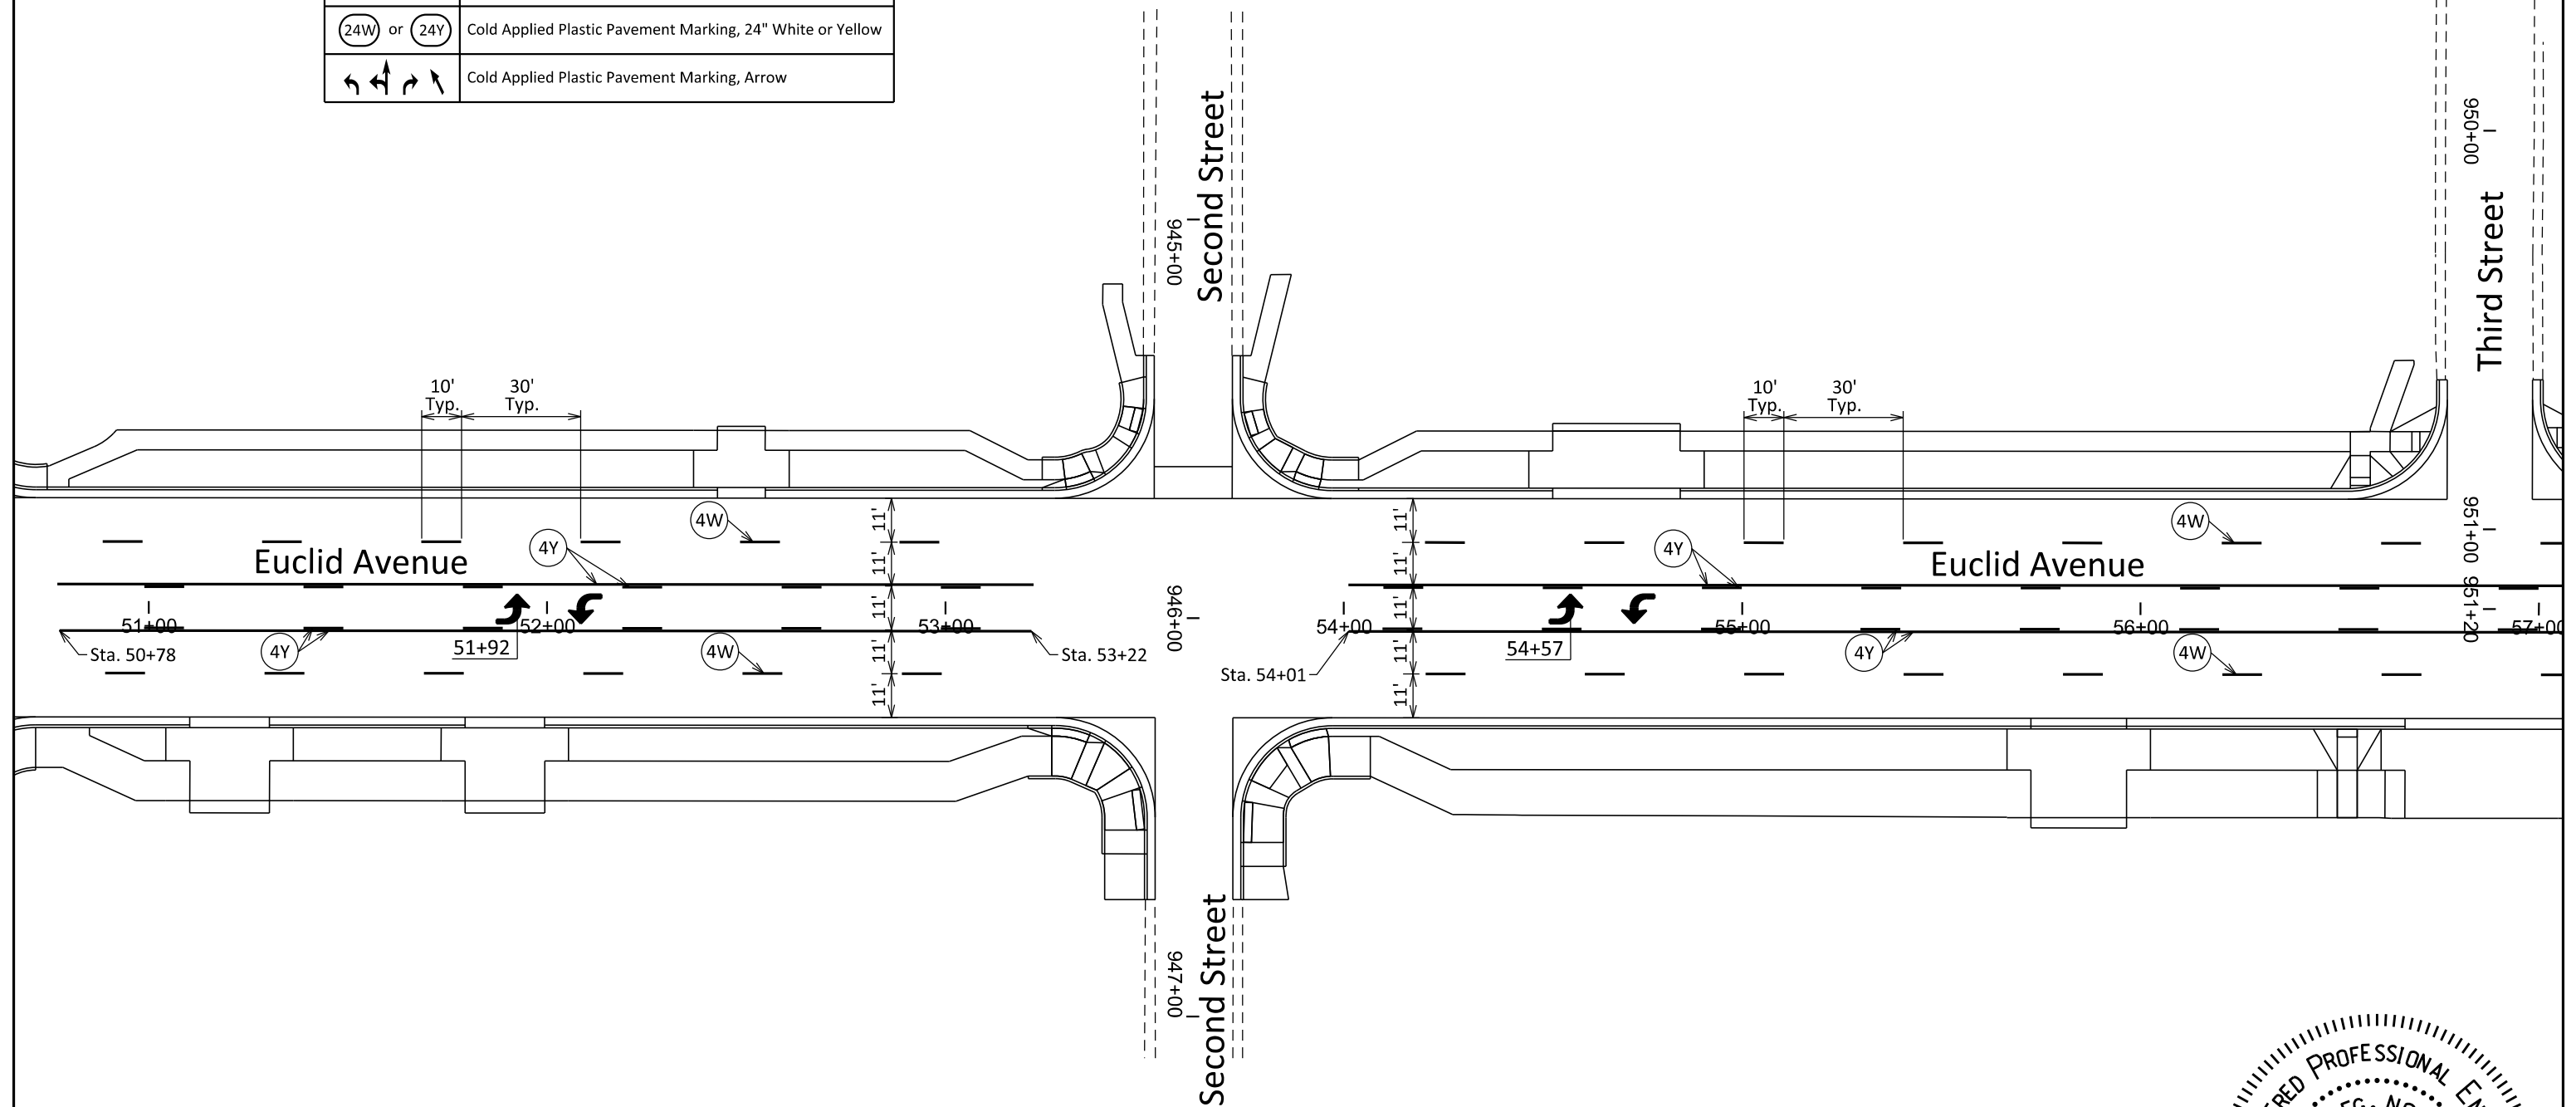 24W or 24Y Cold Applied Plastic Pavement Marking, 24" White or Yellow
Cold Applied Plastic Pavement Marking, Arrow
Second Street
945+00
950+00
Third Street
10' Typ.
30' Typ.
10' Typ.
30' Typ.
4W
4Y
Euclid Avenue
11'
11'
11'
11'
11'
11'
11'
11'
11'
11'
4Y
4W
Euclid Avenue
951+00
951+20
946+00
51+00
52+00
53+00
54+00
55+00
56+00
57+00
Sta. 50+78
4Y
51+92
4W
Sta. 53+22
Sta. 54+01
54+57
4Y
4W
947+00
Second Street
RED PROFESSIONAL EN